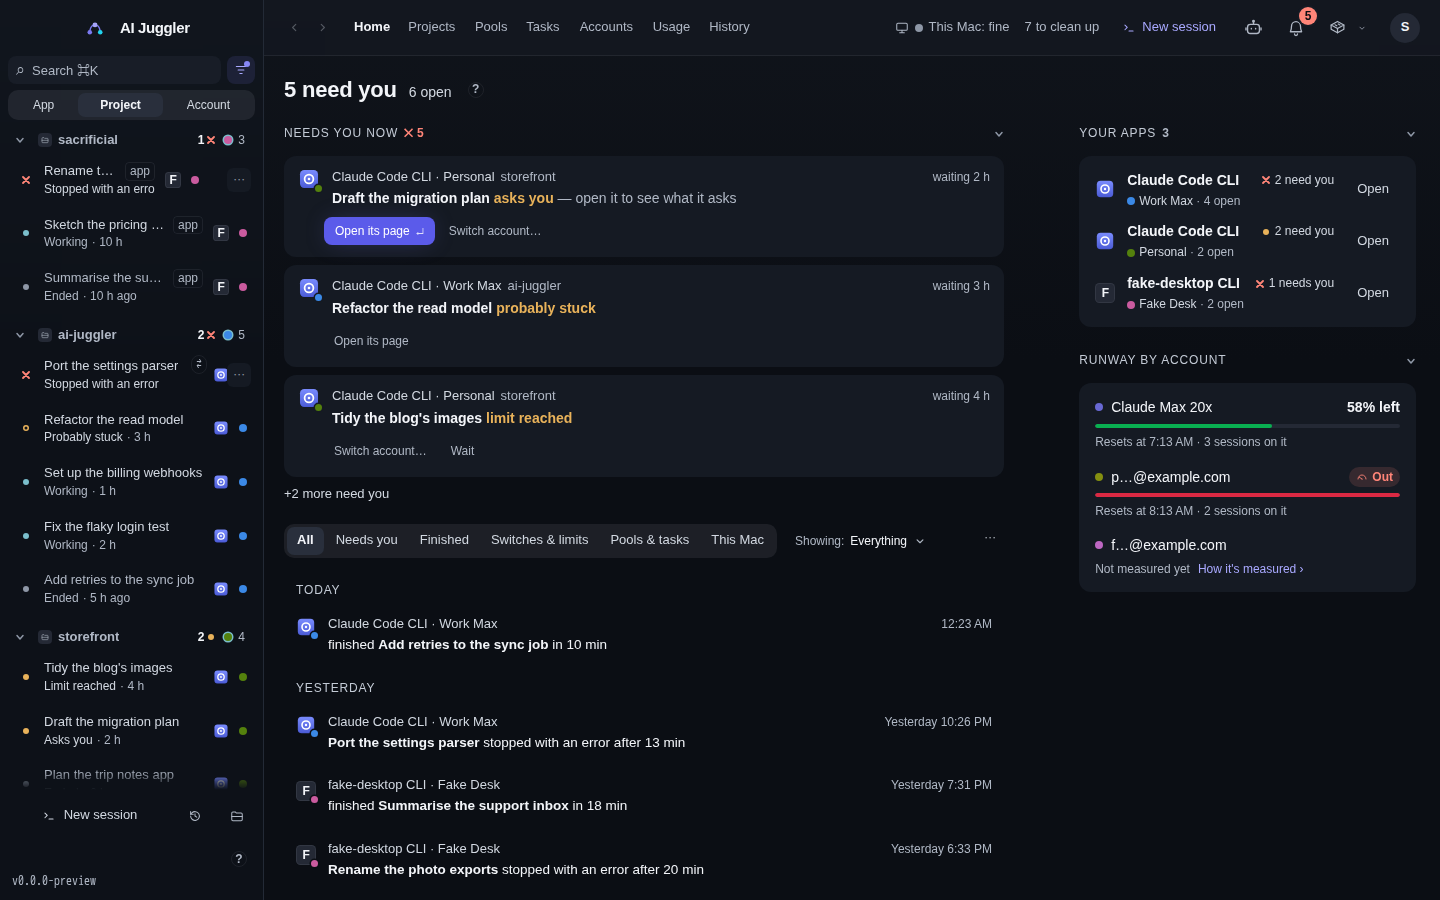 AI Juggler
Search ⌘K
App Project Account
sacrificial 1 3
Rename t… app F
Stopped with an erro
Sketch the pricing … app F
Working · 10 h
Summarise the su… app F
Ended · 10 h ago
ai-juggler 2 5
Port the settings parser
Stopped with an error
Refactor the read model
Probably stuck · 3 h
Set up the billing webhooks
Working · 1 h
Fix the flaky login test
Working · 2 h
Add retries to the sync job
Ended · 5 h ago
storefront 2 4
Tidy the blog's images
Limit reached · 4 h
Draft the migration plan
Asks you · 2 h
Plan the trip notes app
New session
?
v0.0.0-preview
Home Projects Pools Tasks Accounts Usage History
This Mac: fine 7 to clean up New session 5 S
5 need you 6 open ?
NEEDS YOU NOW 5
Claude Code CLI · Personal storefront waiting 2 h
Draft the migration plan asks you — open it to see what it asks
Open its page Switch account…
Claude Code CLI · Work Max ai-juggler waiting 3 h
Refactor the read model probably stuck
Open its page
Claude Code CLI · Personal storefront waiting 4 h
Tidy the blog's images limit reached
Switch account… Wait
+2 more need you
All Needs you Finished Switches & limits Pools & tasks This Mac Showing: Everything …
TODAY
Claude Code CLI · Work Max 12:23 AM
finished Add retries to the sync job in 10 min
YESTERDAY
Claude Code CLI · Work Max Yesterday 10:26 PM
Port the settings parser stopped with an error after 13 min
F fake-desktop CLI · Fake Desk Yesterday 7:31 PM
finished Summarise the support inbox in 18 min
F fake-desktop CLI · Fake Desk Yesterday 6:33 PM
Rename the photo exports stopped with an error after 20 min
YOUR APPS 3
Claude Code CLI 2 need you Open
Work Max · 4 open
Claude Code CLI 2 need you Open
Personal · 2 open
F fake-desktop CLI 1 needs you Open
Fake Desk · 2 open
RUNWAY BY ACCOUNT
Claude Max 20x 58% left
Resets at 7:13 AM · 3 sessions on it
p…@example.com Out
Resets at 8:13 AM · 2 sessions on it
f…@example.com
Not measured yet How it's measured ›